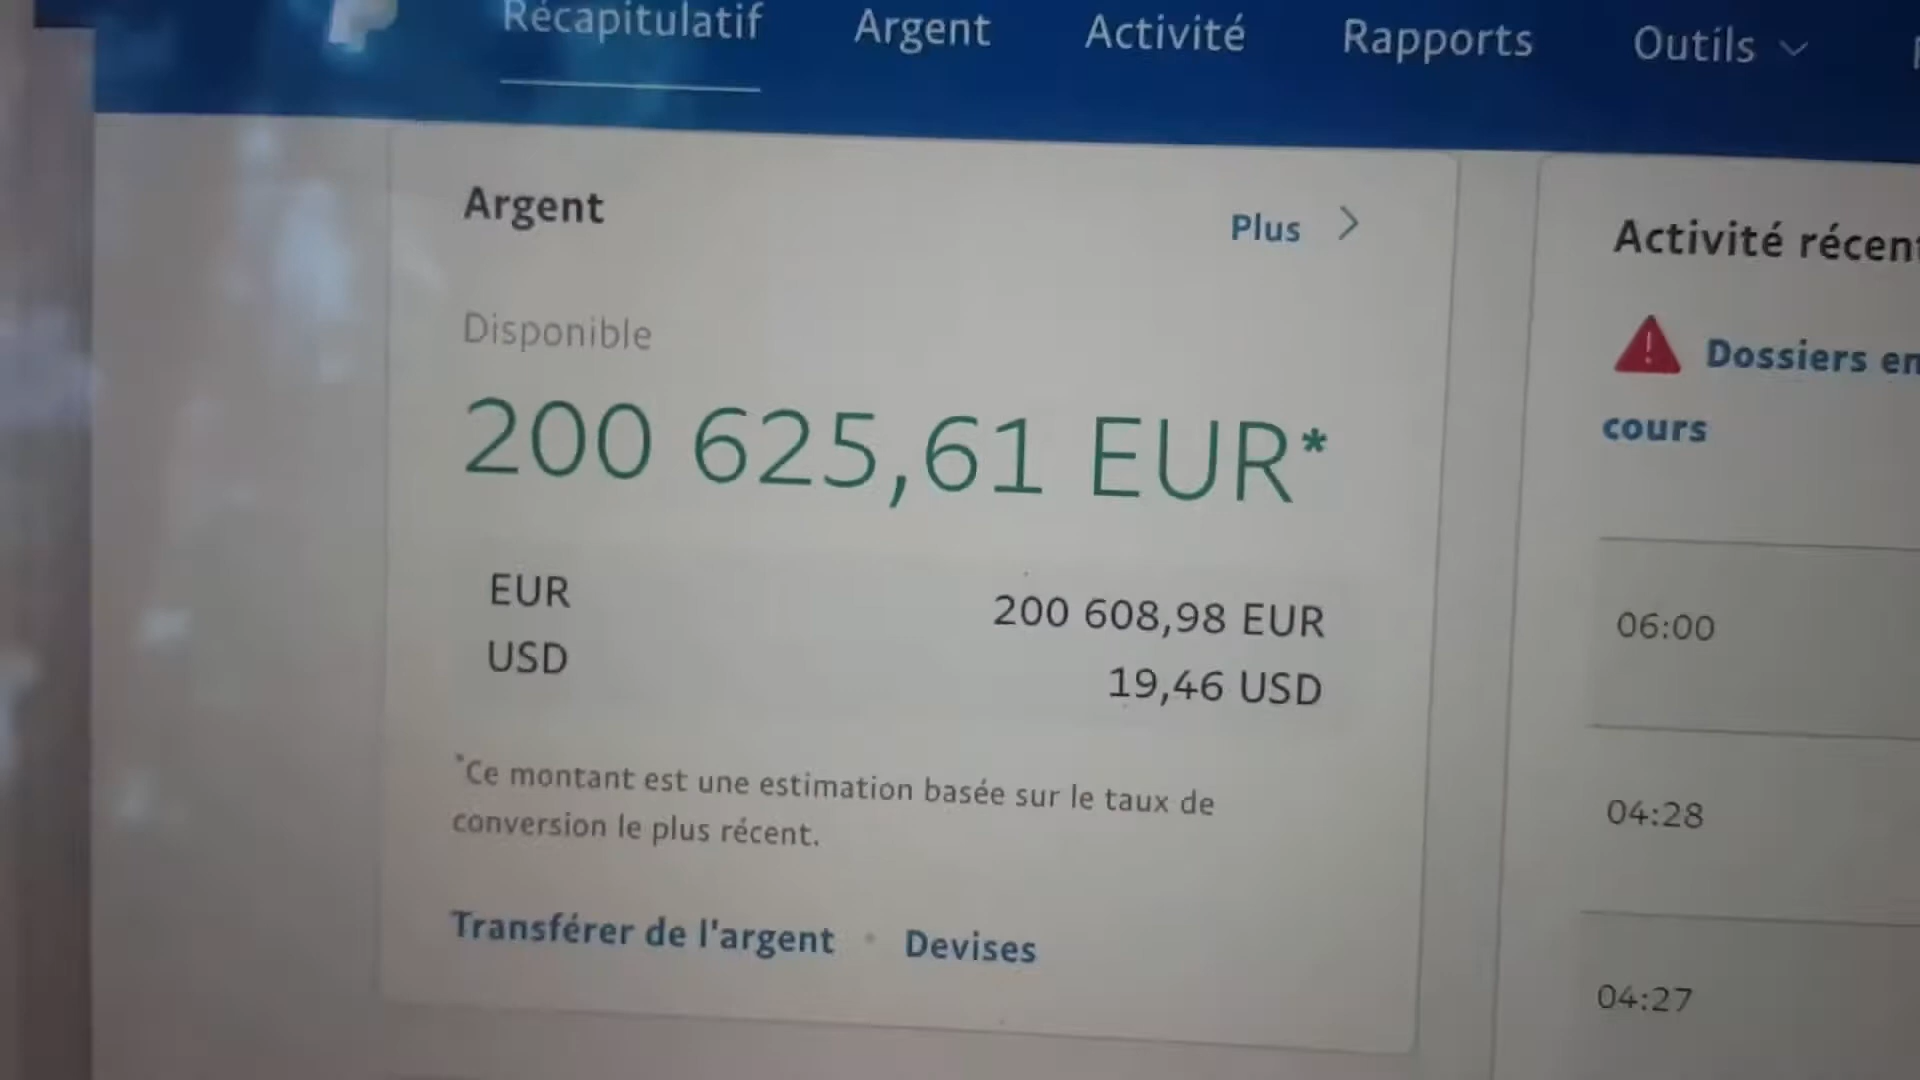 Récapitulatif
Argent
Activité
Rapports
Outils
Argent
Plus
Disponible
200 625,61 EUR*
EUR 200 608,98 EUR
USD 19,46 USD
*Ce montant est une estimation basée sur le taux de
conversion le plus récent.
Transférer de l'argent • Devises
Activité récent
Dossiers en
cours
06:00
04:28
04:27